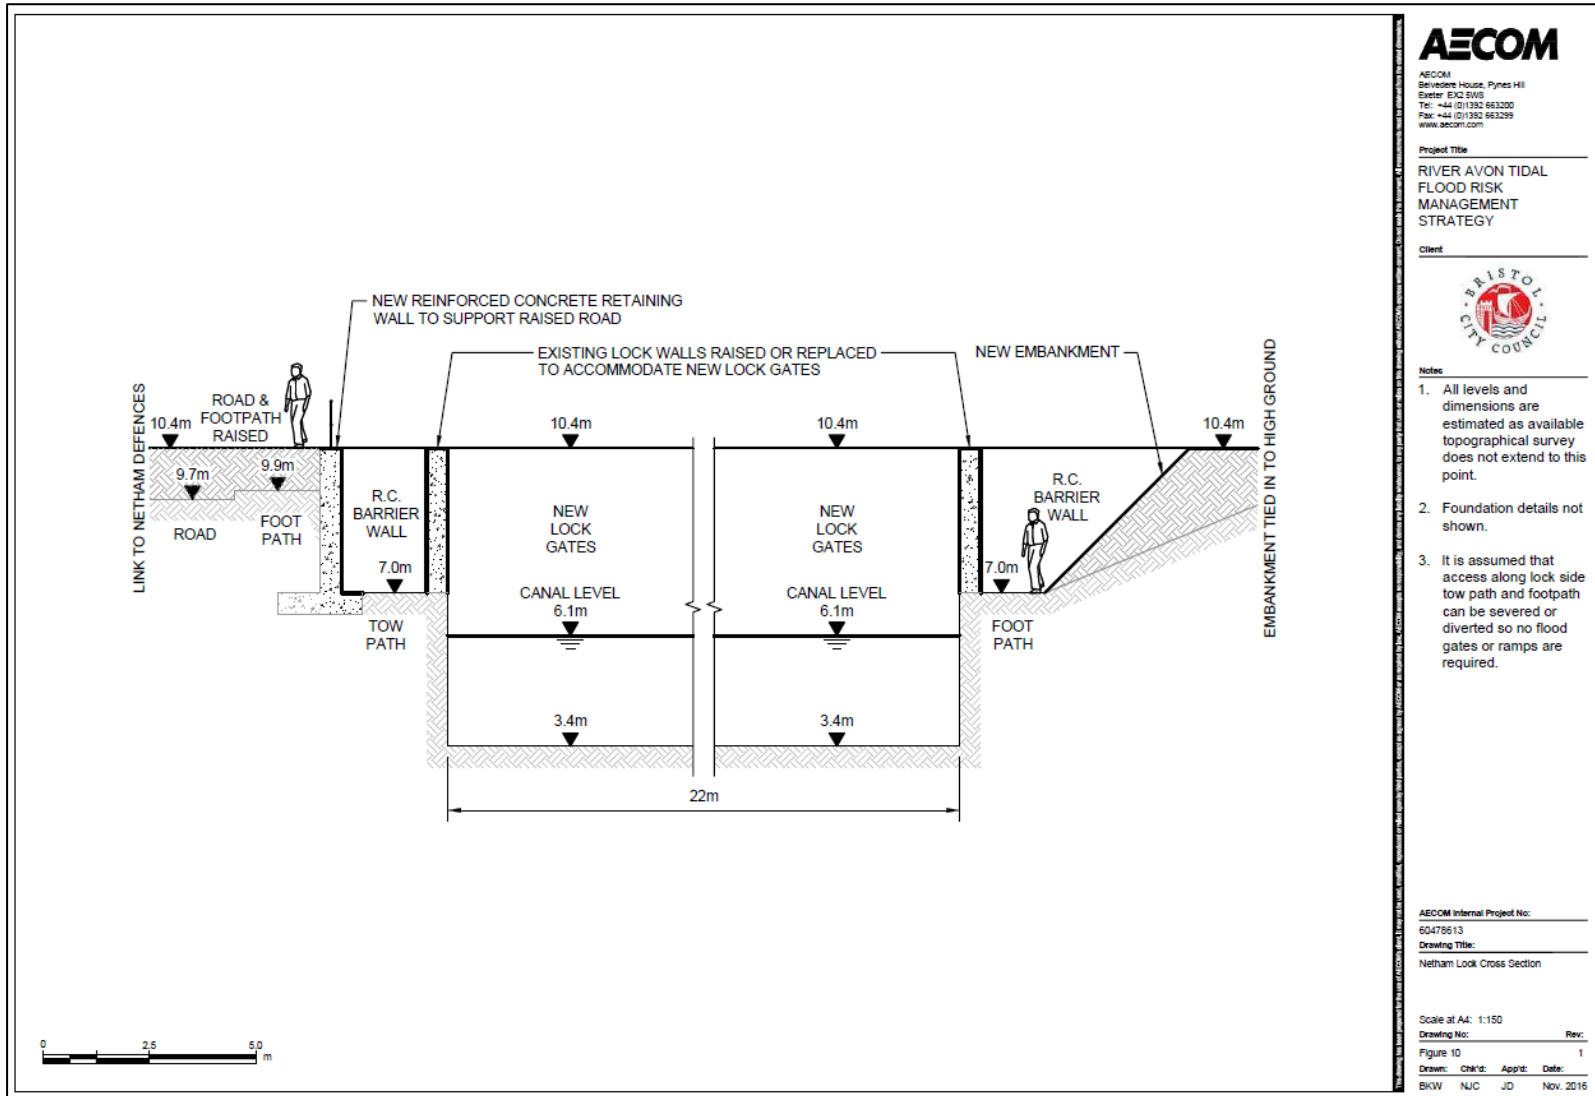 NEW REINFORCED CONCRETE RETAINING
WALL TO SUPPORT RAISED ROAD
EXISTING LOCK WALLS RAISED OR REPLACED
TO ACCOMMODATE NEW LOCK GATES
NEW EMBANKMENT
LINK TO NETHAM DEFENCES
EMBANKMENT TIED IN TO HIGH GROUND
ROAD &
FOOTPATH
RAISED
10.4m
10.4m
10.4m
10.4m
9.7m
9.9m
ROAD
FOOT
PATH
R.C.
BARRIER
WALL
7.0m
TOW
PATH
NEW
LOCK
GATES
CANAL LEVEL
6.1m
3.4m
NEW
LOCK
GATES
CANAL LEVEL
6.1m
3.4m
R.C.
BARRIER
WALL
7.0m
FOOT
PATH
22m
0
2.5
5.0
m
AECOM
AECOM
Belvedere House, Pynes Hill
Exeter EX2 5WS
Tel: +44 (0)1392 663200
Fax: +44 (0)1392 663299
www.aecom.com
Project Title
RIVER AVON TIDAL
FLOOD RISK
MANAGEMENT
STRATEGY
Client
BRISTOL
CITY COUNCIL
Notes
1. All levels and
dimensions are
estimated as available
topographical survey
does not extend to this
point.
2. Foundation details not
shown.
3. It is assumed that
access along lock side
tow path and footpath
can be severed or
diverted so no flood
gates or ramps are
required.
AECOM Internal Project No:
60478613
Drawing Title:
Netham Lock Cross Section
Scale at A4: 1:150
Drawing No: Rev:
Figure 10 1
Drawn: Chk'd: App'd: Date:
BKW NJC JD Nov. 2016